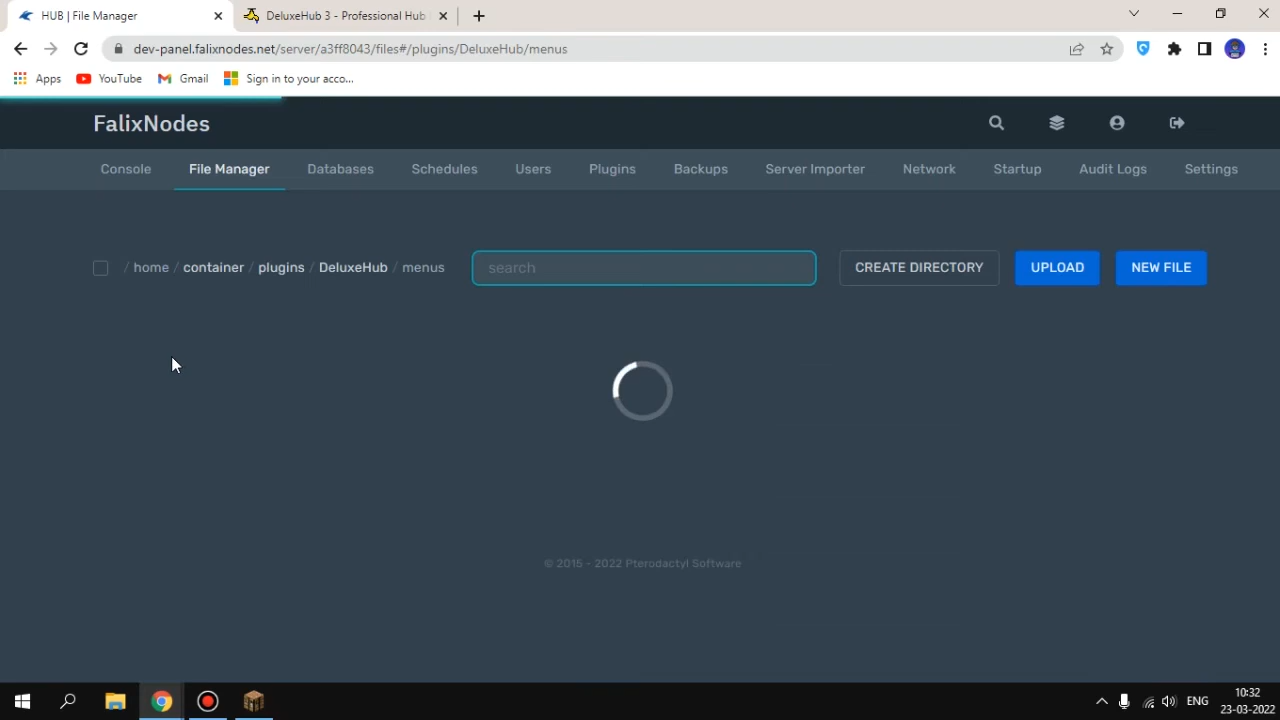 HUB | File Manager
DeluxeHub 3 - Professional Hub
dev-panel.falixnodes.net/server/a3ff8043/files#/plugins/DeluxeHub/menus
Apps YouTube Gmail Sign in to your acco...
FalixNodes
Console File Manager Databases Schedules Users Plugins Backups Server Importer Network Startup Audit Logs Settings
/ home / container / plugins / DeluxeHub / menus search CREATE DIRECTORY UPLOAD NEW FILE
© 2015 - 2022 Pterodactyl Software
ENG
10:32
23-03-2022